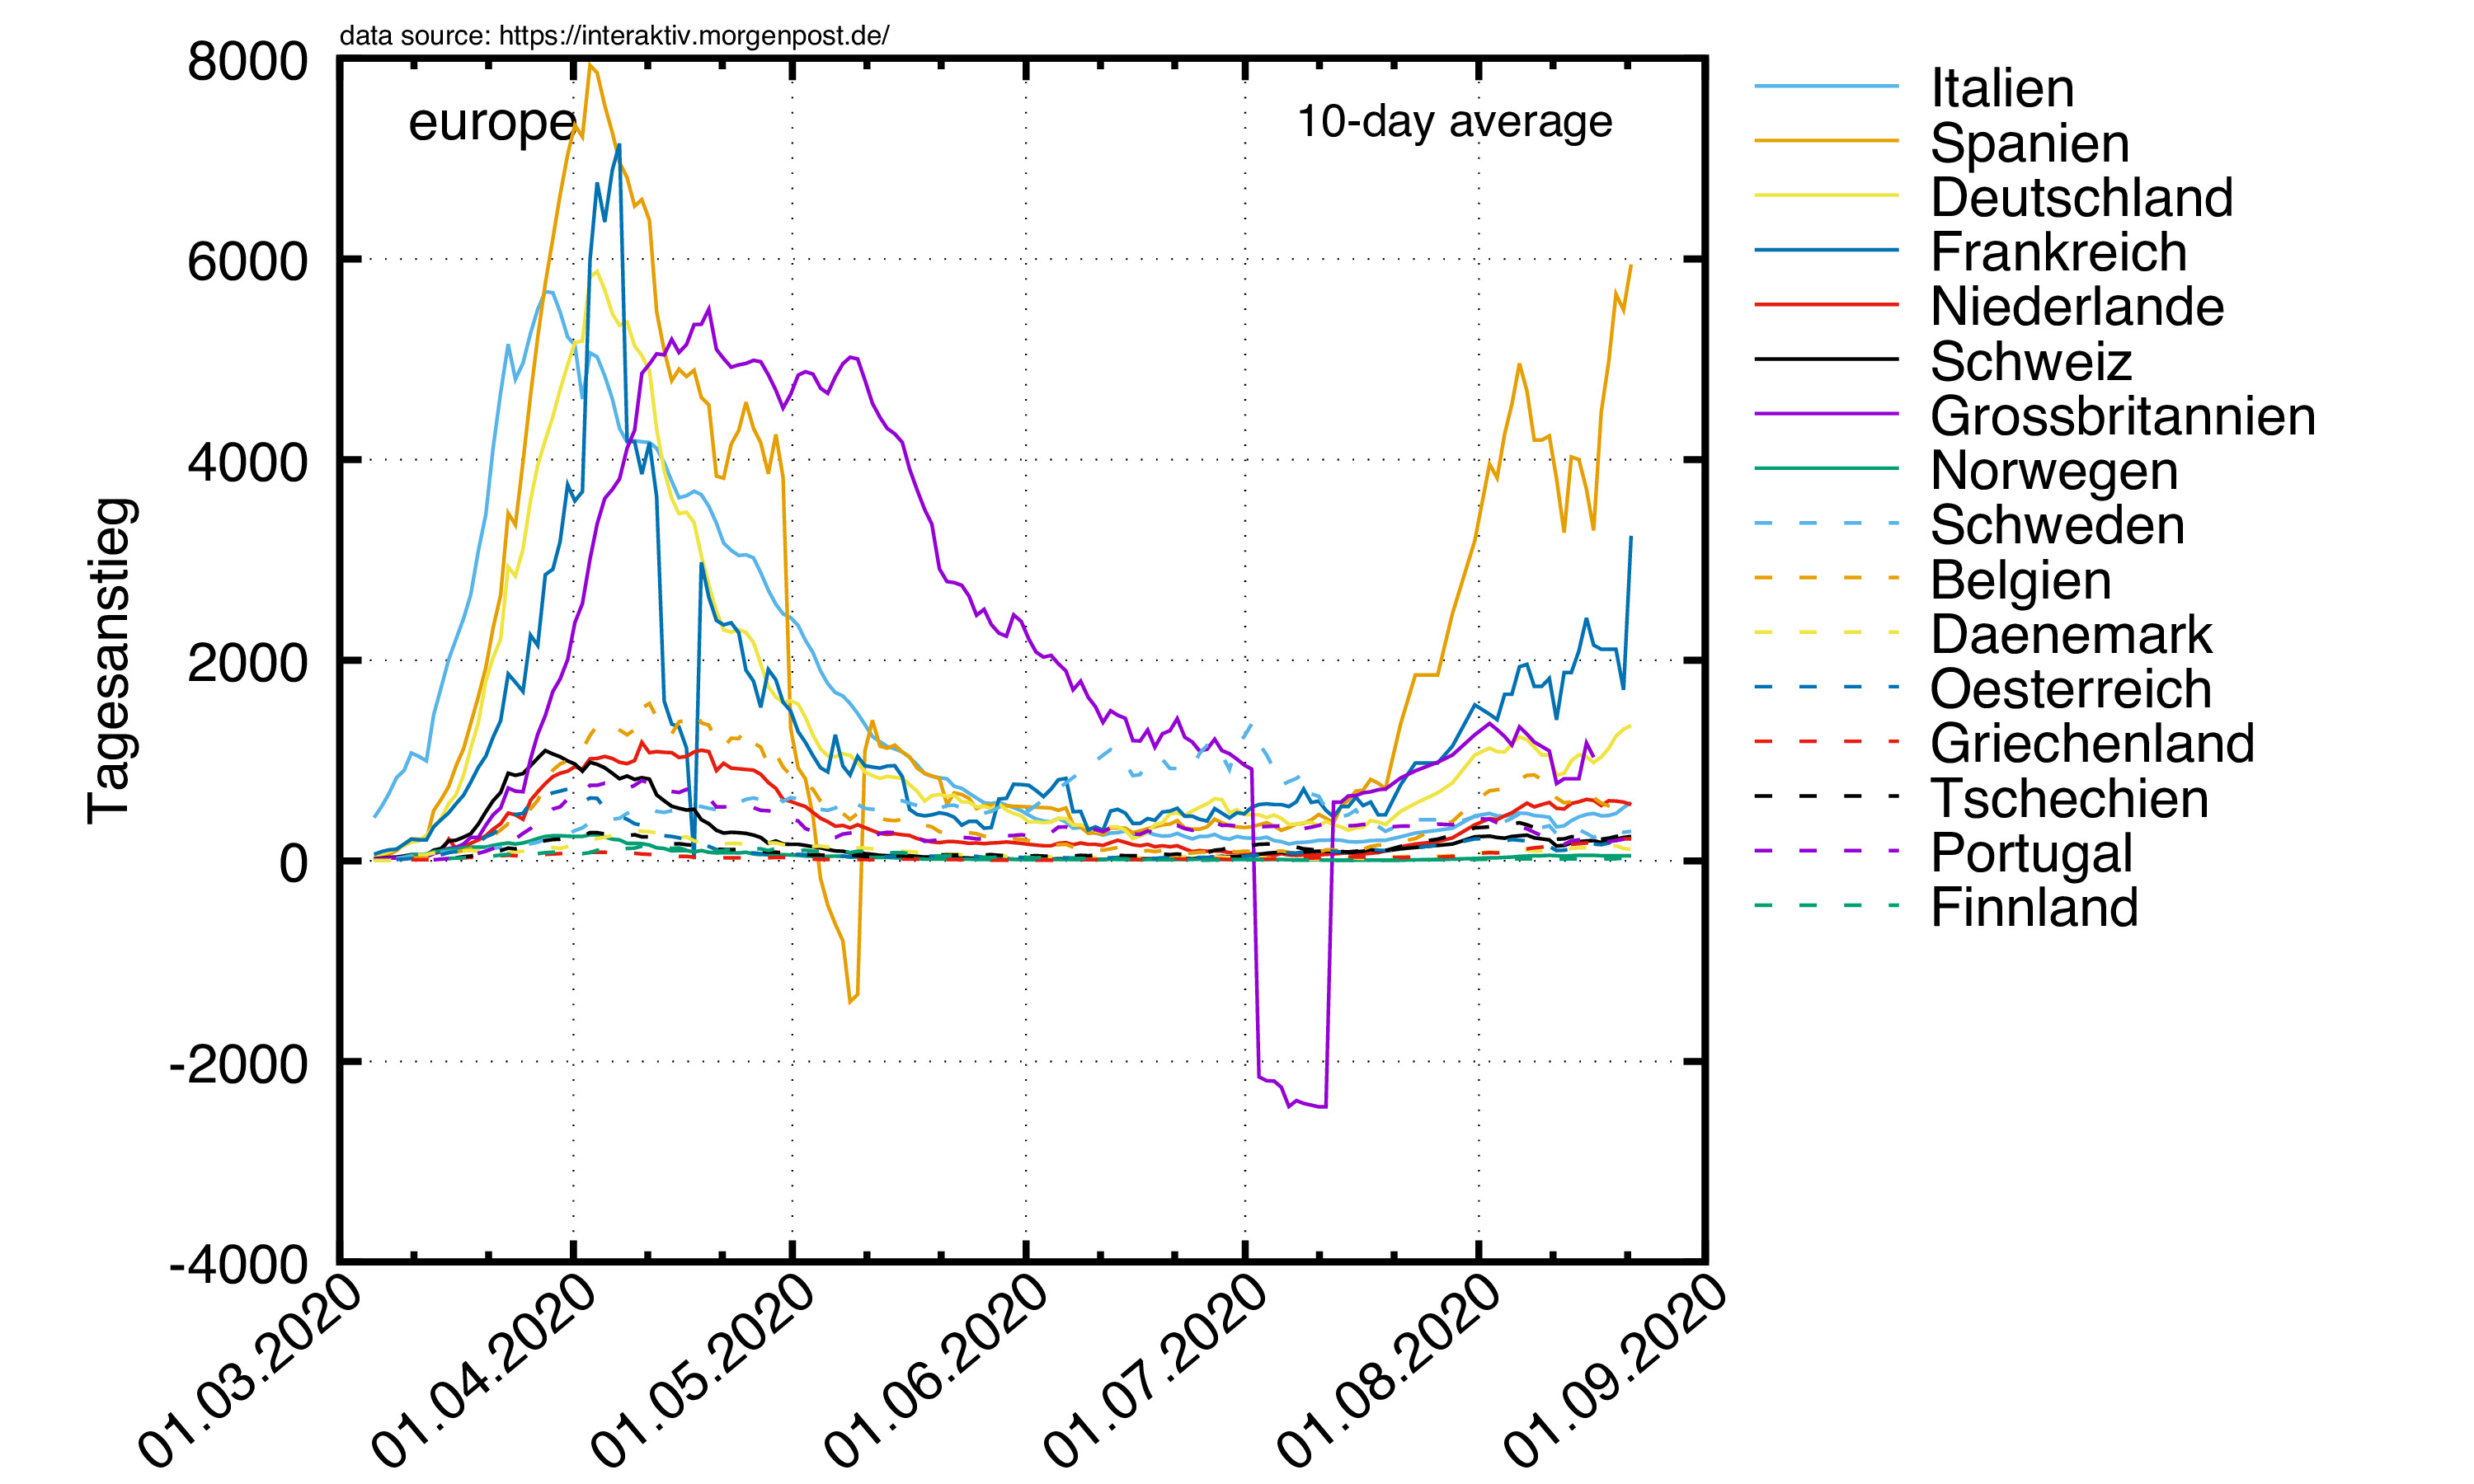 data source: https://interaktiv.morgenpost.de/
europe
10-day average
Tagesanstieg
8000
6000
4000
2000
0
-2000
-4000
01.03.2020
01.04.2020
01.05.2020
01.06.2020
01.07.2020
01.08.2020
01.09.2020
Italien
Spanien
Deutschland
Frankreich
Niederlande
Schweiz
Grossbritannien
Norwegen
Schweden
Belgien
Daenemark
Oesterreich
Griechenland
Tschechien
Portugal
Finnland